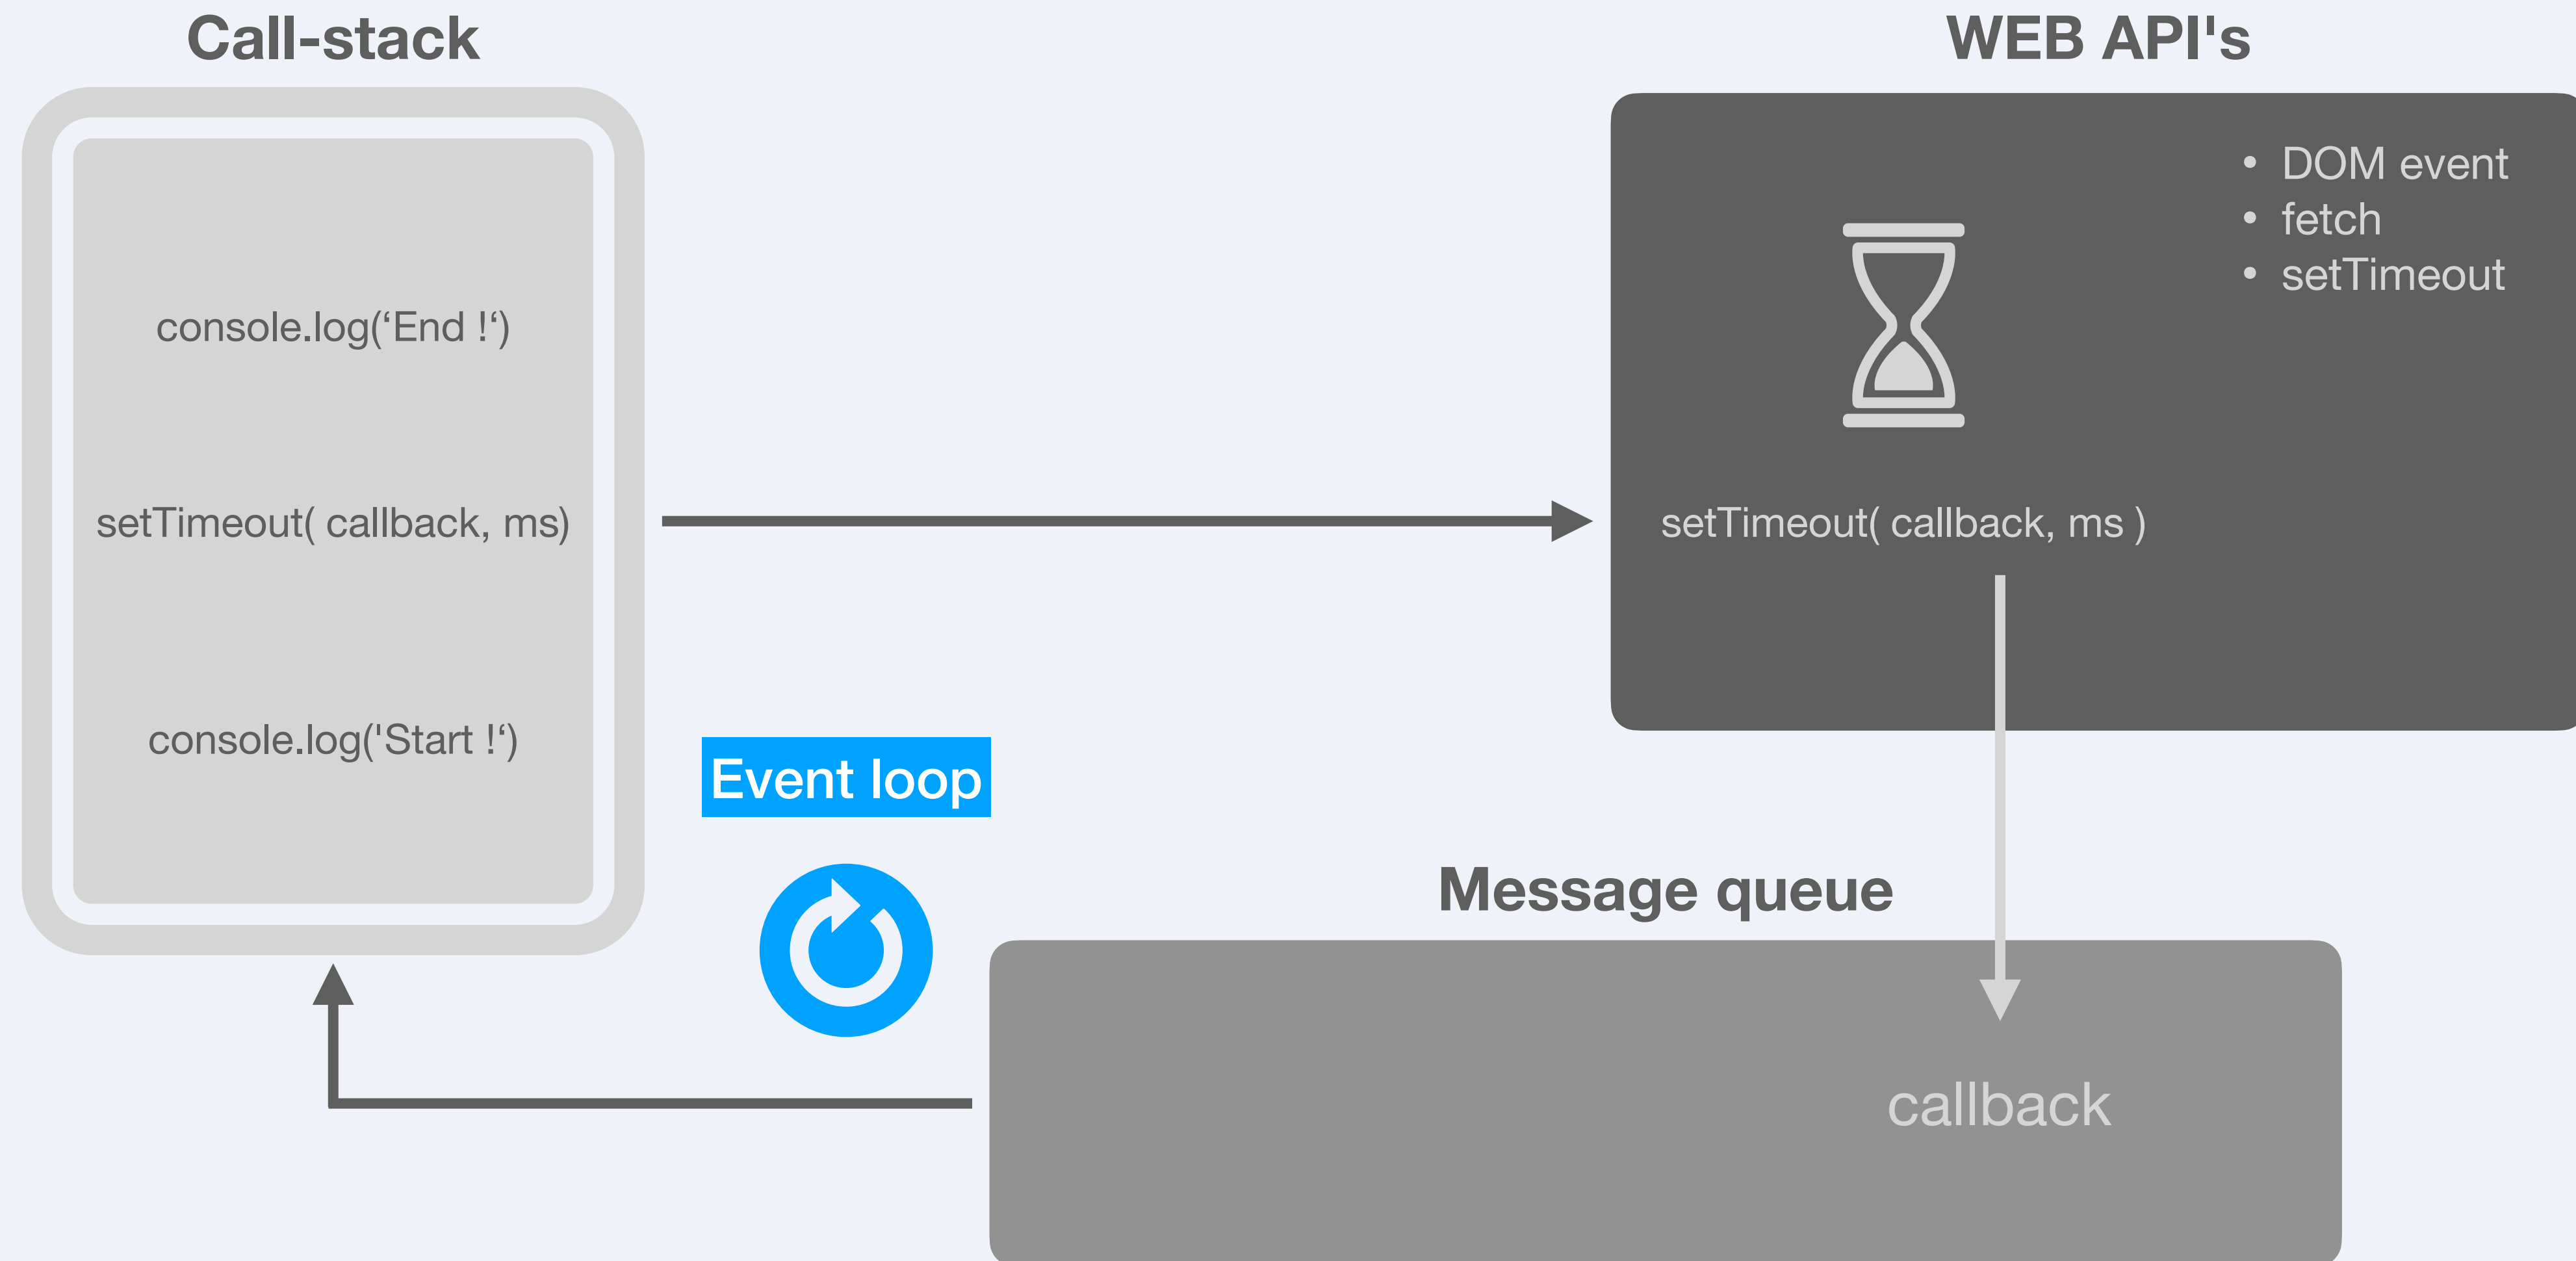 Call-stack
WEB API's
console.log(‘End !‘)
setTimeout( callback, ms)
console.log('Start !‘)
• DOM event
• fetch
• setTimeout
setTimeout( callback, ms )
Event loop
Message queue
callback